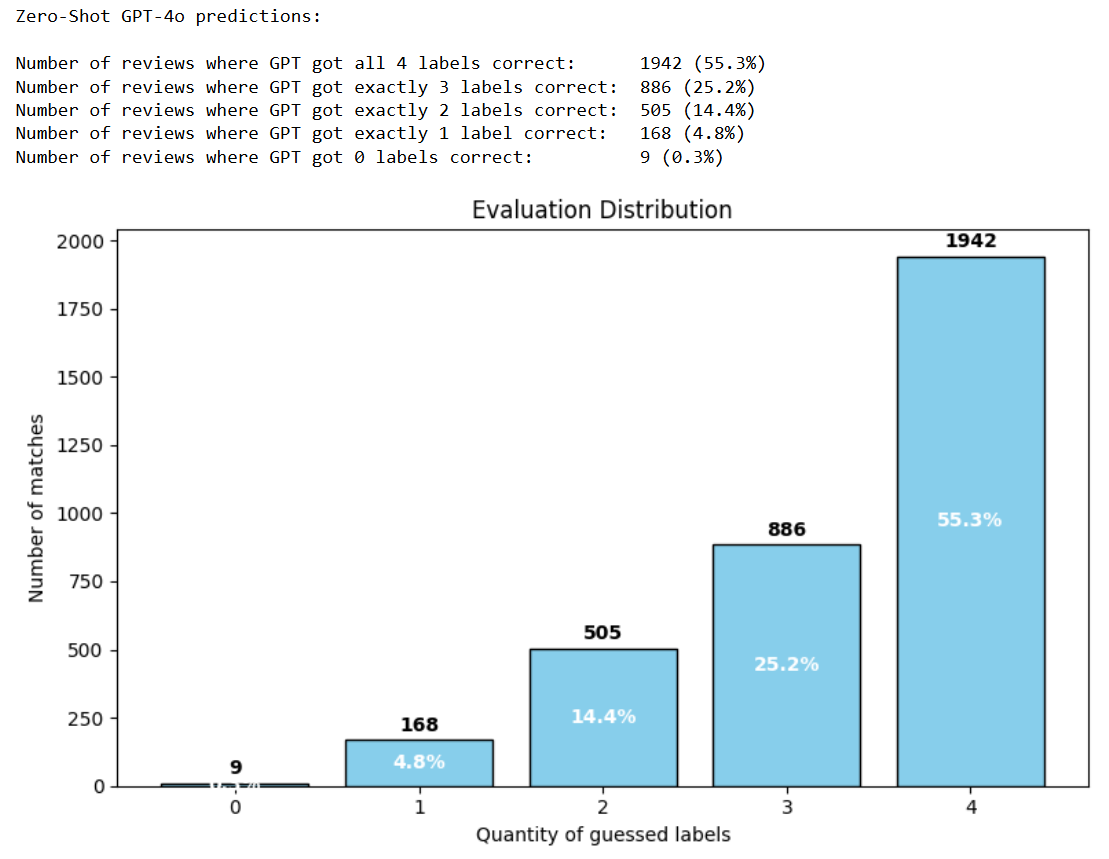 Zero-Shot GPT-4o predictions:
Number of reviews where GPT got all 4 labels correct: 1942 (55.3%)
Number of reviews where GPT got exactly 3 labels correct: 886 (25.2%)
Number of reviews where GPT got exactly 2 labels correct: 505 (14.4%)
Number of reviews where GPT got exactly 1 label correct: 168 (4.8%)
Number of reviews where GPT got 0 labels correct: 9 (0.3%)
Evaluation Distribution
2000
1750
1500
1250
1000
750
500
250
0
Number of matches
9
168
4.8%
505
14.4%
886
25.2%
1942
55.3%
0 1 2 3 4
Quantity of guessed labels